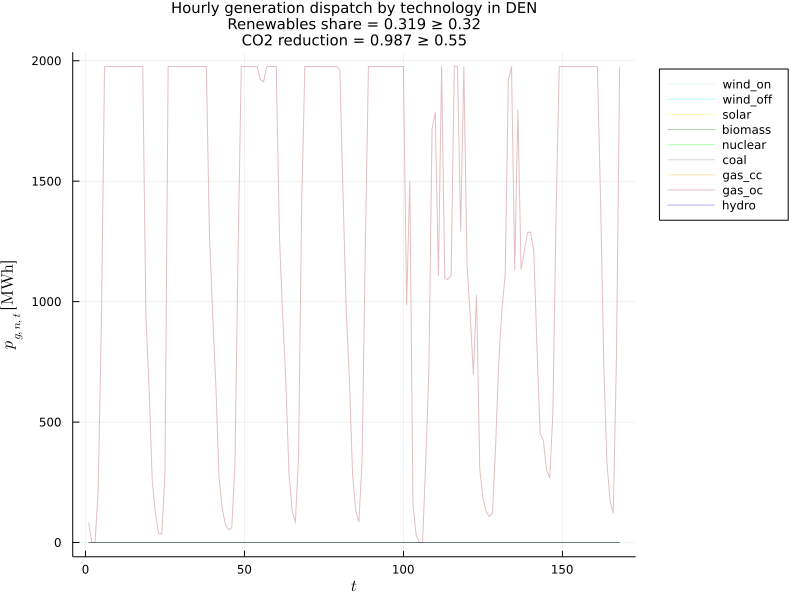 Hourly generation dispatch by technology in DEN
Renewables share = 0.319 ≥ 0.32
CO2 reduction = 0.987 ≥ 0.55
p_{g,n,t} [MWh]
2000
1500
1000
500
0
0
50
100
150
t
wind_on
wind_off
solar
biomass
nuclear
coal
gas_cc
gas_oc
hydro